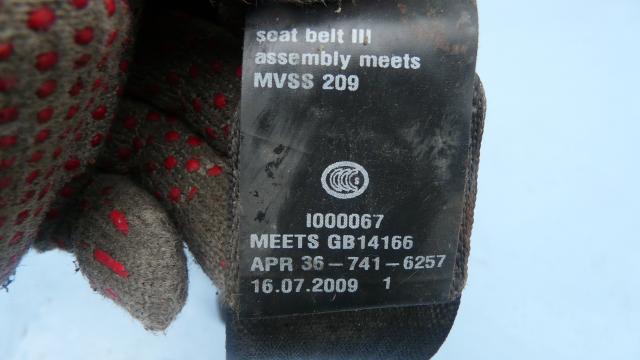 seat belt III
assembly meets
MVSS 209
I000067
MEETS GB14166
APR 36-741-6257
16.07.2009 1